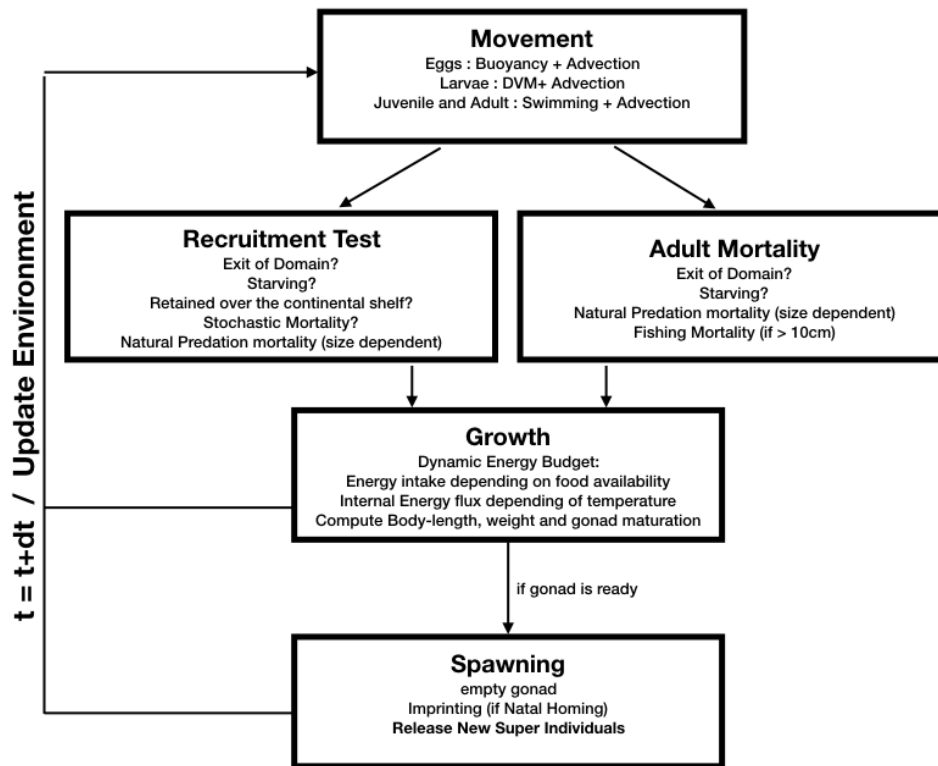 Movement
Eggs : Buoyancy + Advection
Larvae : DVM+ Advection
Juvenile and Adult : Swimming + Advection
Recruitment Test
Exit of Domain?
Starving?
Retained over the continental shelf?
Stochastic Mortality?
Natural Predation mortality (size dependent)
Adult Mortality
Exit of Domain?
Starving?
Natural Predation mortality (size dependent)
Fishing Mortality (if > 10cm)
t = t+dt / Update Environment
Growth
Dynamic Energy Budget:
Energy intake depending on food availability
Internal Energy flux depending of temperature
Compute Body-length, weight and gonad maturation
if gonad is ready
Spawning
empty gonad
Imprinting (if Natal Homing)
Release New Super Individuals